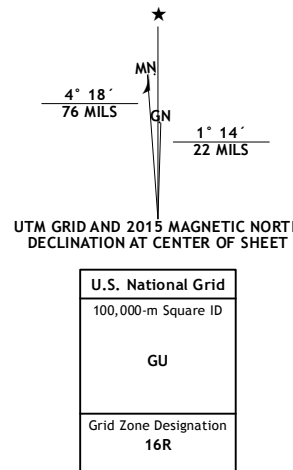 ★
MN
4° 18´
76 MILS
GN
1° 14´
22 MILS
UTM GRID AND 2015 MAGNETIC NORTH
DECLINATION AT CENTER OF SHEET
U.S. National Grid
100,000-m Square ID
GU
Grid Zone Designation
16R